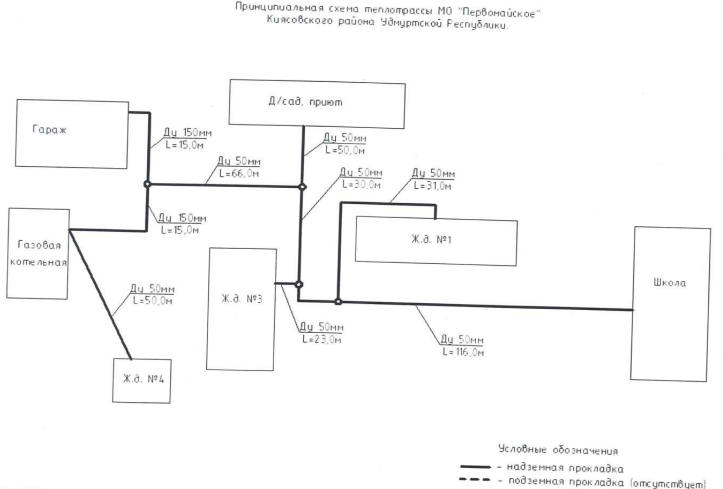 Принципиальная схема теплотрассы МО "Первомайское"
Киясовского района Удмуртской Республики.
Д/сад, приют
Гараж
Ду 150мм
L=15,0м
Ду 50мм
L=50,0м
Ду 50мм
L=66,0м
Ду 50мм
L=30,0м
Ду 50мм
L=31,0м
Ду 150мм
L=15,0м
Газовая
котельная
Ж.д. №1
Школа
Ду 50мм
L=50,0м
Ж.д. №3
Ду 50мм
L=23,0м
Ду 50мм
L=116,0м
Ж.д. №4
Условные обозначения
- надземная прокладка
- подземная прокладка (отсутствует)